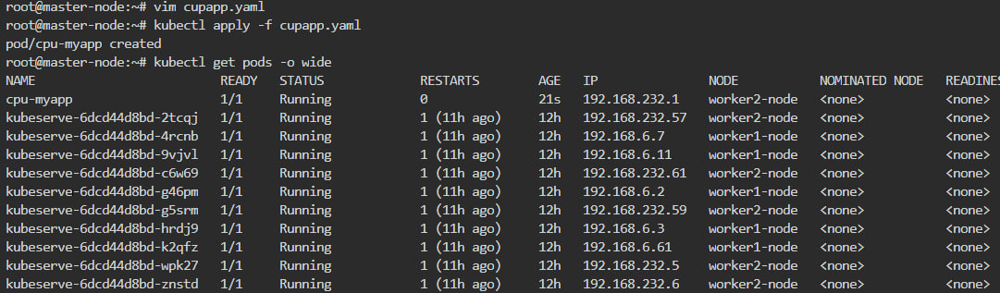 root@master-node:~# vim cupapp.yaml
root@master-node:~# kubectl apply -f cupapp.yaml
pod/cpu-myapp created
root@master-node:~# kubectl get pods -o wide
NAME READY STATUS RESTARTS AGE IP NODE NOMINATED NODE READINES
cpu-myapp 1/1 Running 0 21s 192.168.232.1 worker2-node <none> <none>
kubeserve-6dcd44d8bd-2tcqj 1/1 Running 1 (11h ago) 12h 192.168.232.57 worker2-node <none> <none>
kubeserve-6dcd44d8bd-4rcnb 1/1 Running 1 (11h ago) 12h 192.168.6.7 worker1-node <none> <none>
kubeserve-6dcd44d8bd-9vjvl 1/1 Running 1 (11h ago) 12h 192.168.6.11 worker1-node <none> <none>
kubeserve-6dcd44d8bd-c6w69 1/1 Running 1 (11h ago) 12h 192.168.232.61 worker2-node <none> <none>
kubeserve-6dcd44d8bd-g46pm 1/1 Running 1 (11h ago) 12h 192.168.6.2 worker1-node <none> <none>
kubeserve-6dcd44d8bd-g5srm 1/1 Running 1 (11h ago) 12h 192.168.232.59 worker2-node <none> <none>
kubeserve-6dcd44d8bd-hrdj9 1/1 Running 1 (11h ago) 12h 192.168.6.3 worker1-node <none> <none>
kubeserve-6dcd44d8bd-k2qfz 1/1 Running 1 (11h ago) 12h 192.168.6.61 worker1-node <none> <none>
kubeserve-6dcd44d8bd-wpk27 1/1 Running 1 (11h ago) 12h 192.168.232.5 worker2-node <none> <none>
kubeserve-6dcd44d8bd-znstd 1/1 Running 1 (11h ago) 12h 192.168.232.6 worker2-node <none> <none>